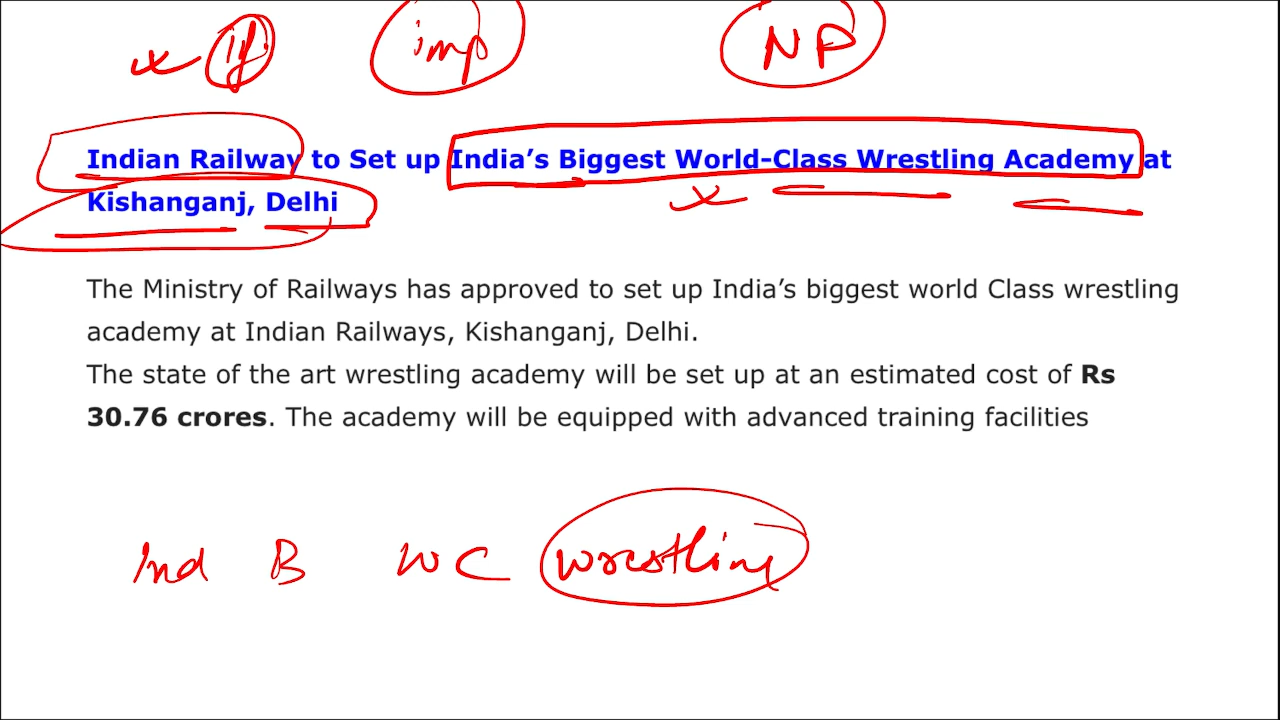 if imp NP
Indian Railway to Set up India’s Biggest World-Class Wrestling Academy at
Kishanganj, Delhi
The Ministry of Railways has approved to set up India’s biggest world Class wrestling
academy at Indian Railways, Kishanganj, Delhi.
The state of the art wrestling academy will be set up at an estimated cost of Rs
30.76 crores. The academy will be equipped with advanced training facilities
Ind B WC Wrestling